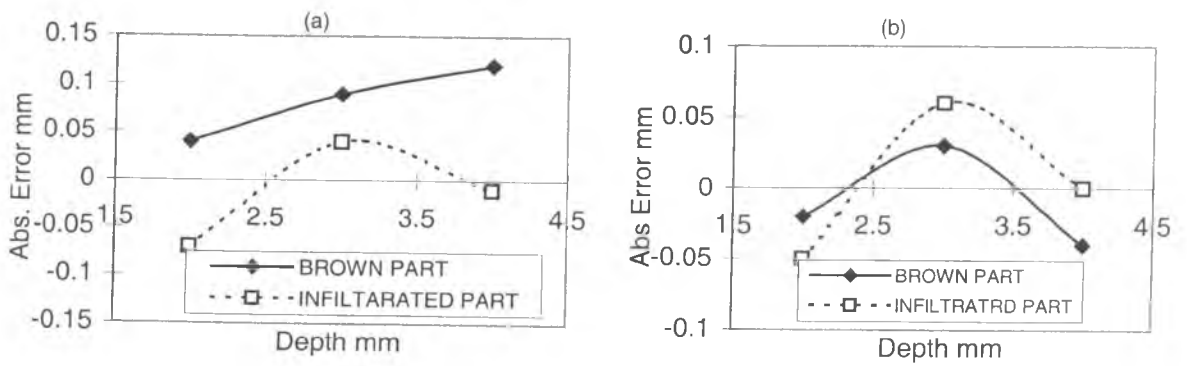 (a)
0.15
0.1
0.05
0
-0.05
-0.1
-0.15
1.5
2.5
3.5
4.5
Abs. Error mm
Depth mm
BROWN PART
INFILTARATED PART
(b)
0.1
0.05
0
-0.05
-0.1
1.5
2.5
3.5
4.5
Abs Error mm
Depth mm
BROWN PART
INFILTRATRD PART